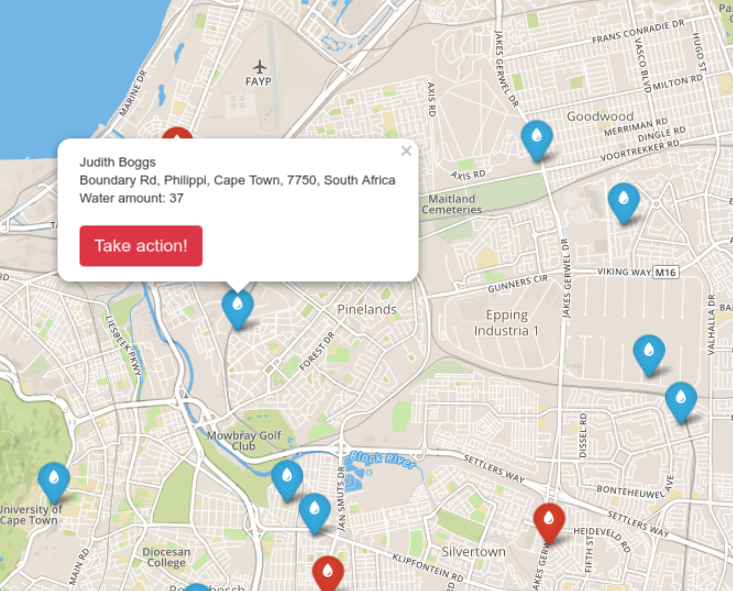 FRANS CONRADIE DR
HUGO ST
VASCO BLVD
MILTON RD
MARINE DR
FAYP
AXIS RD
JAKES GERWEL DR
Goodwood
MERRIMAN RD
DINGLE RD
VOORTREKKER RD
×
Judith Boggs
Boundary Rd, Philippi, Cape Town, 7750, South Africa
Water amount: 37
Take action!
AXIS RD
Maitland
Cemeteries
VIKING WAY M16
GUNNERS CIR
JAKES GERWEL DR
VALHALLA DR
Pinelands
Epping
Industria 1
LIESBEEK PKWY
FOREST DR
DISSEL RD
Mowbray Golf
Club
Black River
SETTLERS WAY
JAN SMUTS DR
BONTEHEUWEL AVE
University of
Cape Town
SETTLERS WAY
MAIN RD
Diocesan
College
Silvertown
HEIDEVELD RD
KLIPFONTEIN RD
FIFTH ST